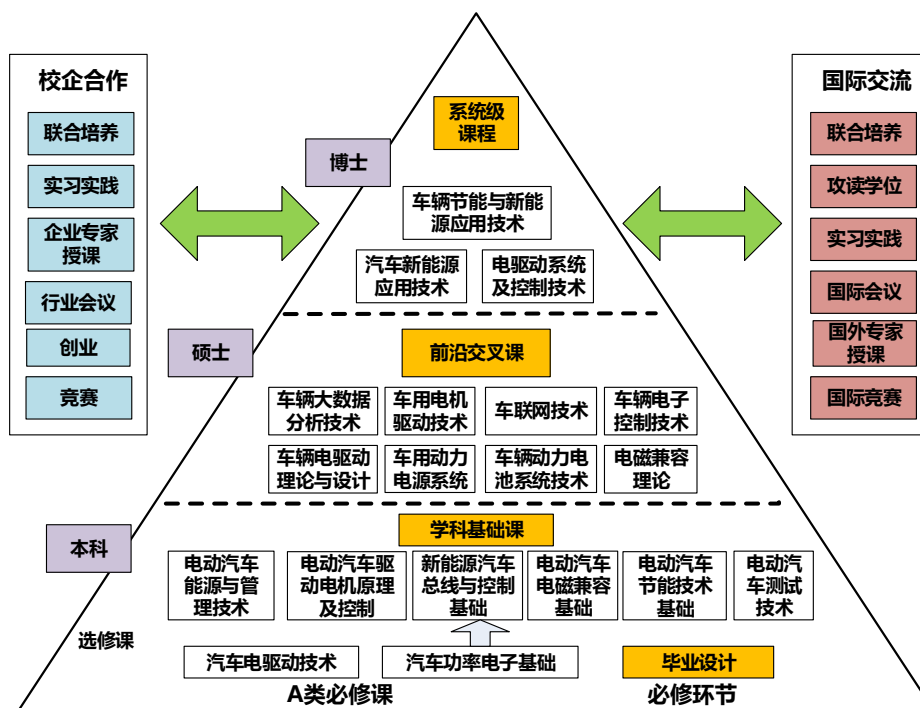 校企合作
联合培养
实习实践
企业专家
授课
行业会议
创业
竞赛
国际交流
联合培养
攻读学位
实习实践
国际会议
国外专家
授课
国际竞赛
博士
系统级
课程
车辆节能与新能
源应用技术
汽车新能源
应用技术
电驱动系统
及控制技术
硕士
前沿交叉课
车辆大数据
分析技术
车用电机
驱动技术
车联网技术
车辆电子
控制技术
车辆电驱动
理论与设计
车用动力
电源系统
车辆动力电
池系统技术
电磁兼容
理论
本科
学科基础课
电动汽车
能源与管
理技术
电动汽车驱
动电机原理
及控制
新能源汽车
总线与控制
基础
电动汽车
电磁兼容
基础
电动汽车
节能技术
基础
电动汽
车测试
技术
选修课
汽车电驱动技术
汽车功率电子基础
毕业设计
A类必修课
必修环节